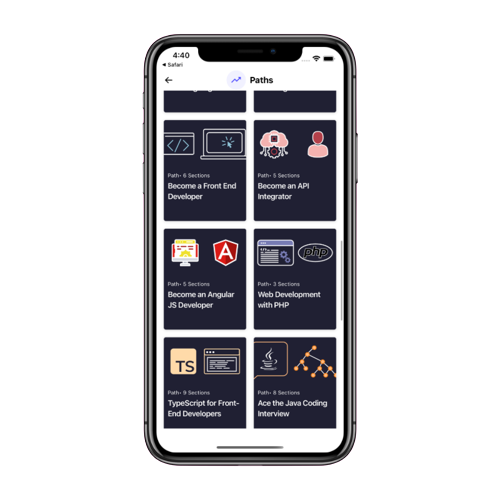 4:40
◀ Safari
Paths
</>
Path• 6 Sections
Become a Front End
Developer
Path• 5 Sections
Become an API
Integrator
A
Path• 5 Sections
Become an Angular
JS Developer
php
Path• 3 Sections
Web Development
with PHP
TS
Path• 9 Sections
TypeScript for Front-
End Developers
Path• 8 Sections
Ace the Java Coding
Interview